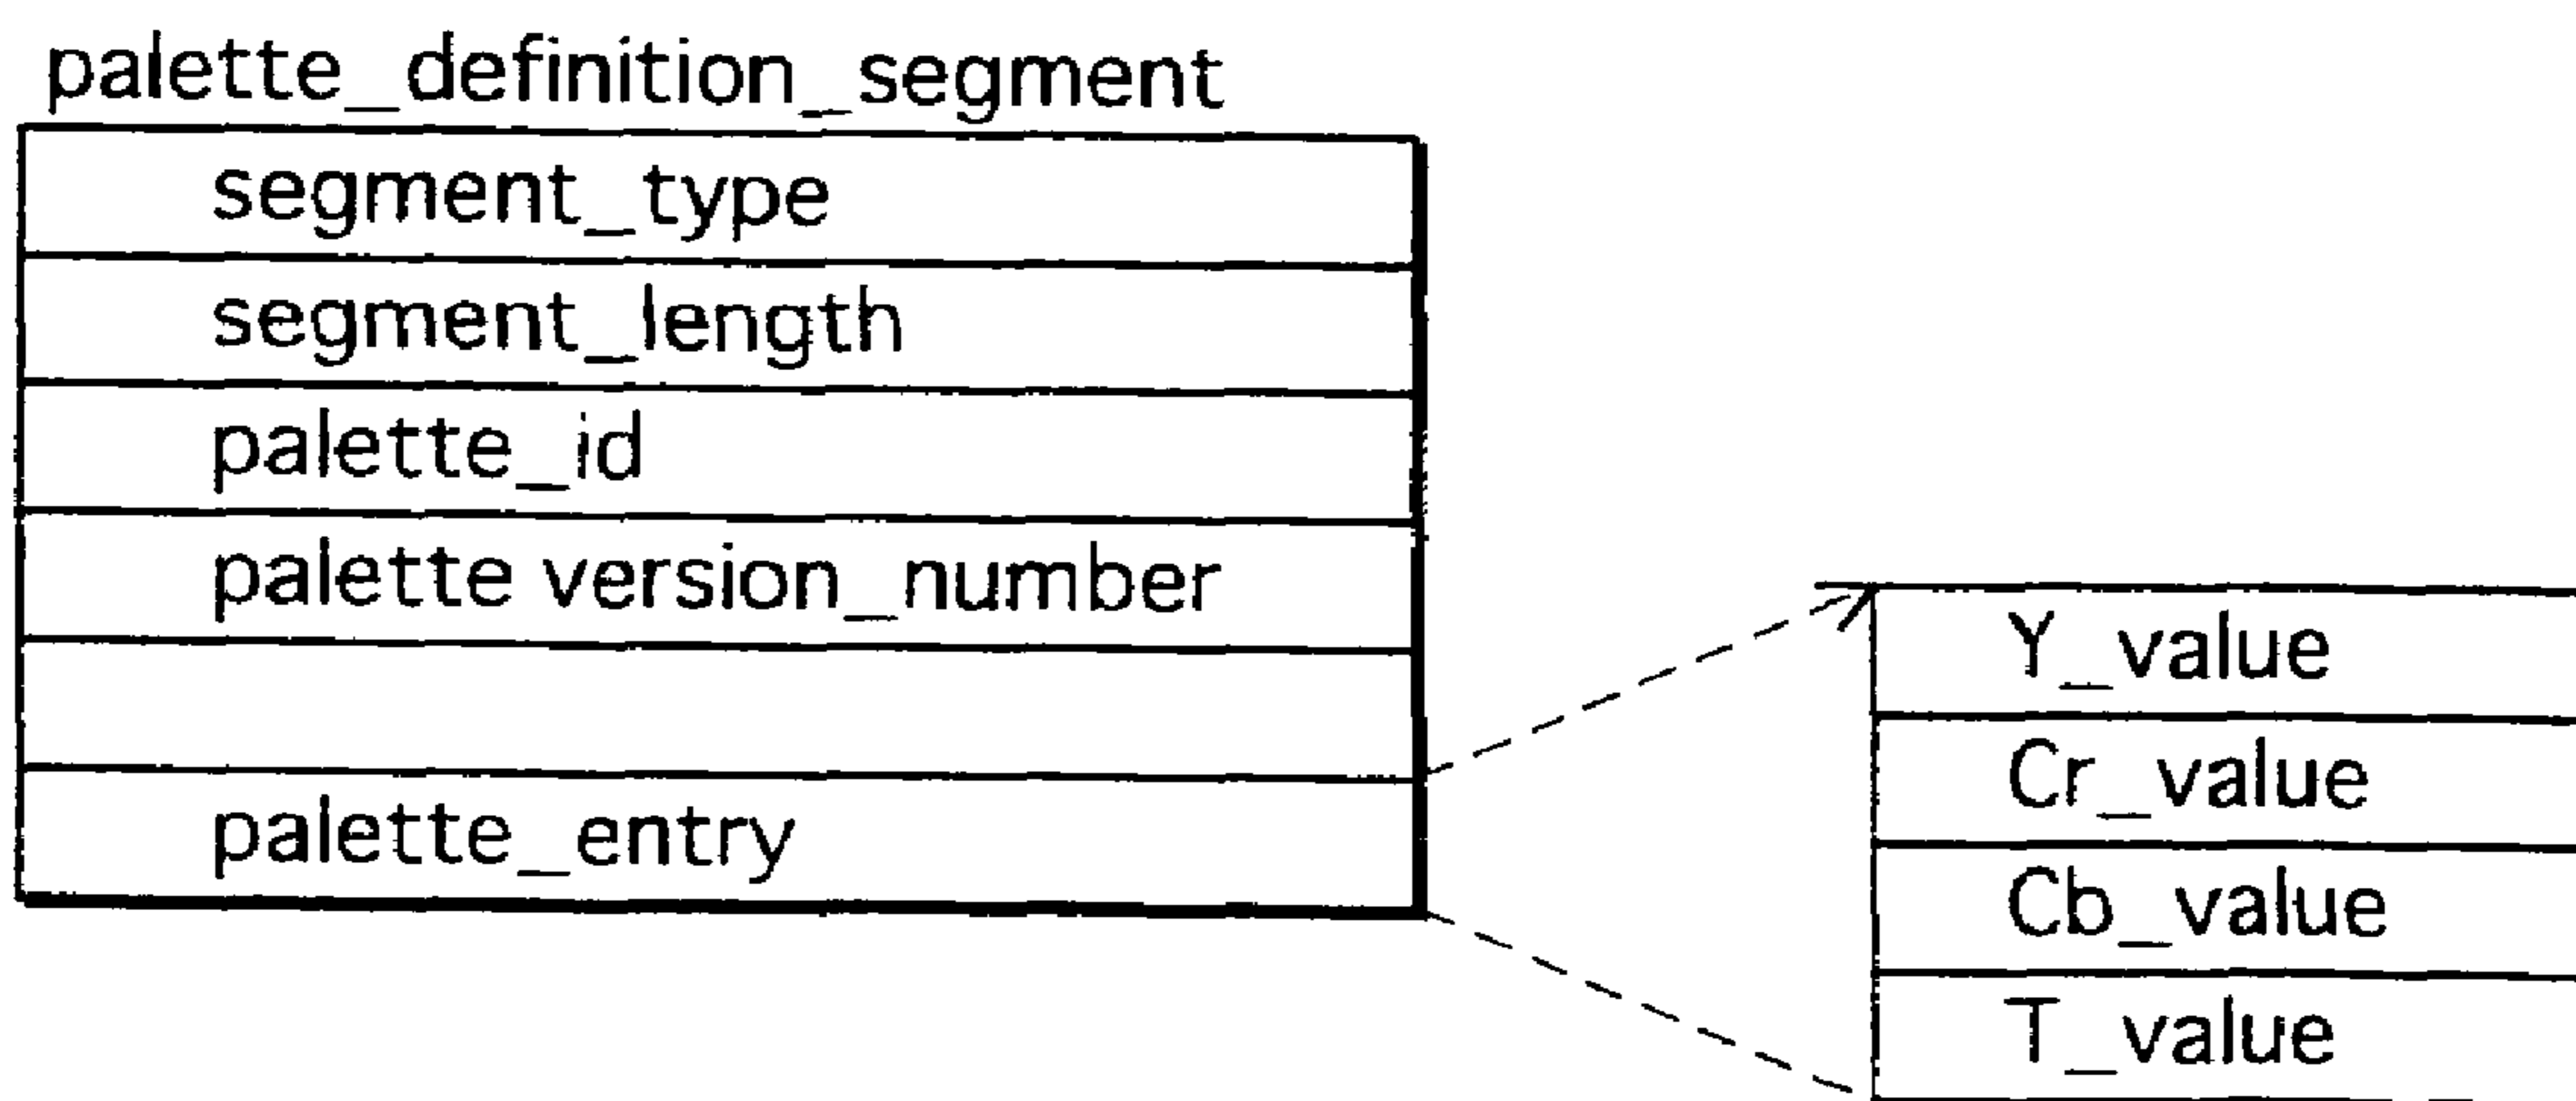 palette_definition_segment
segment_type
segment_length
palette_id
palette version_number
palette_entry
Y_value
Cr_value
Cb_value
T_value